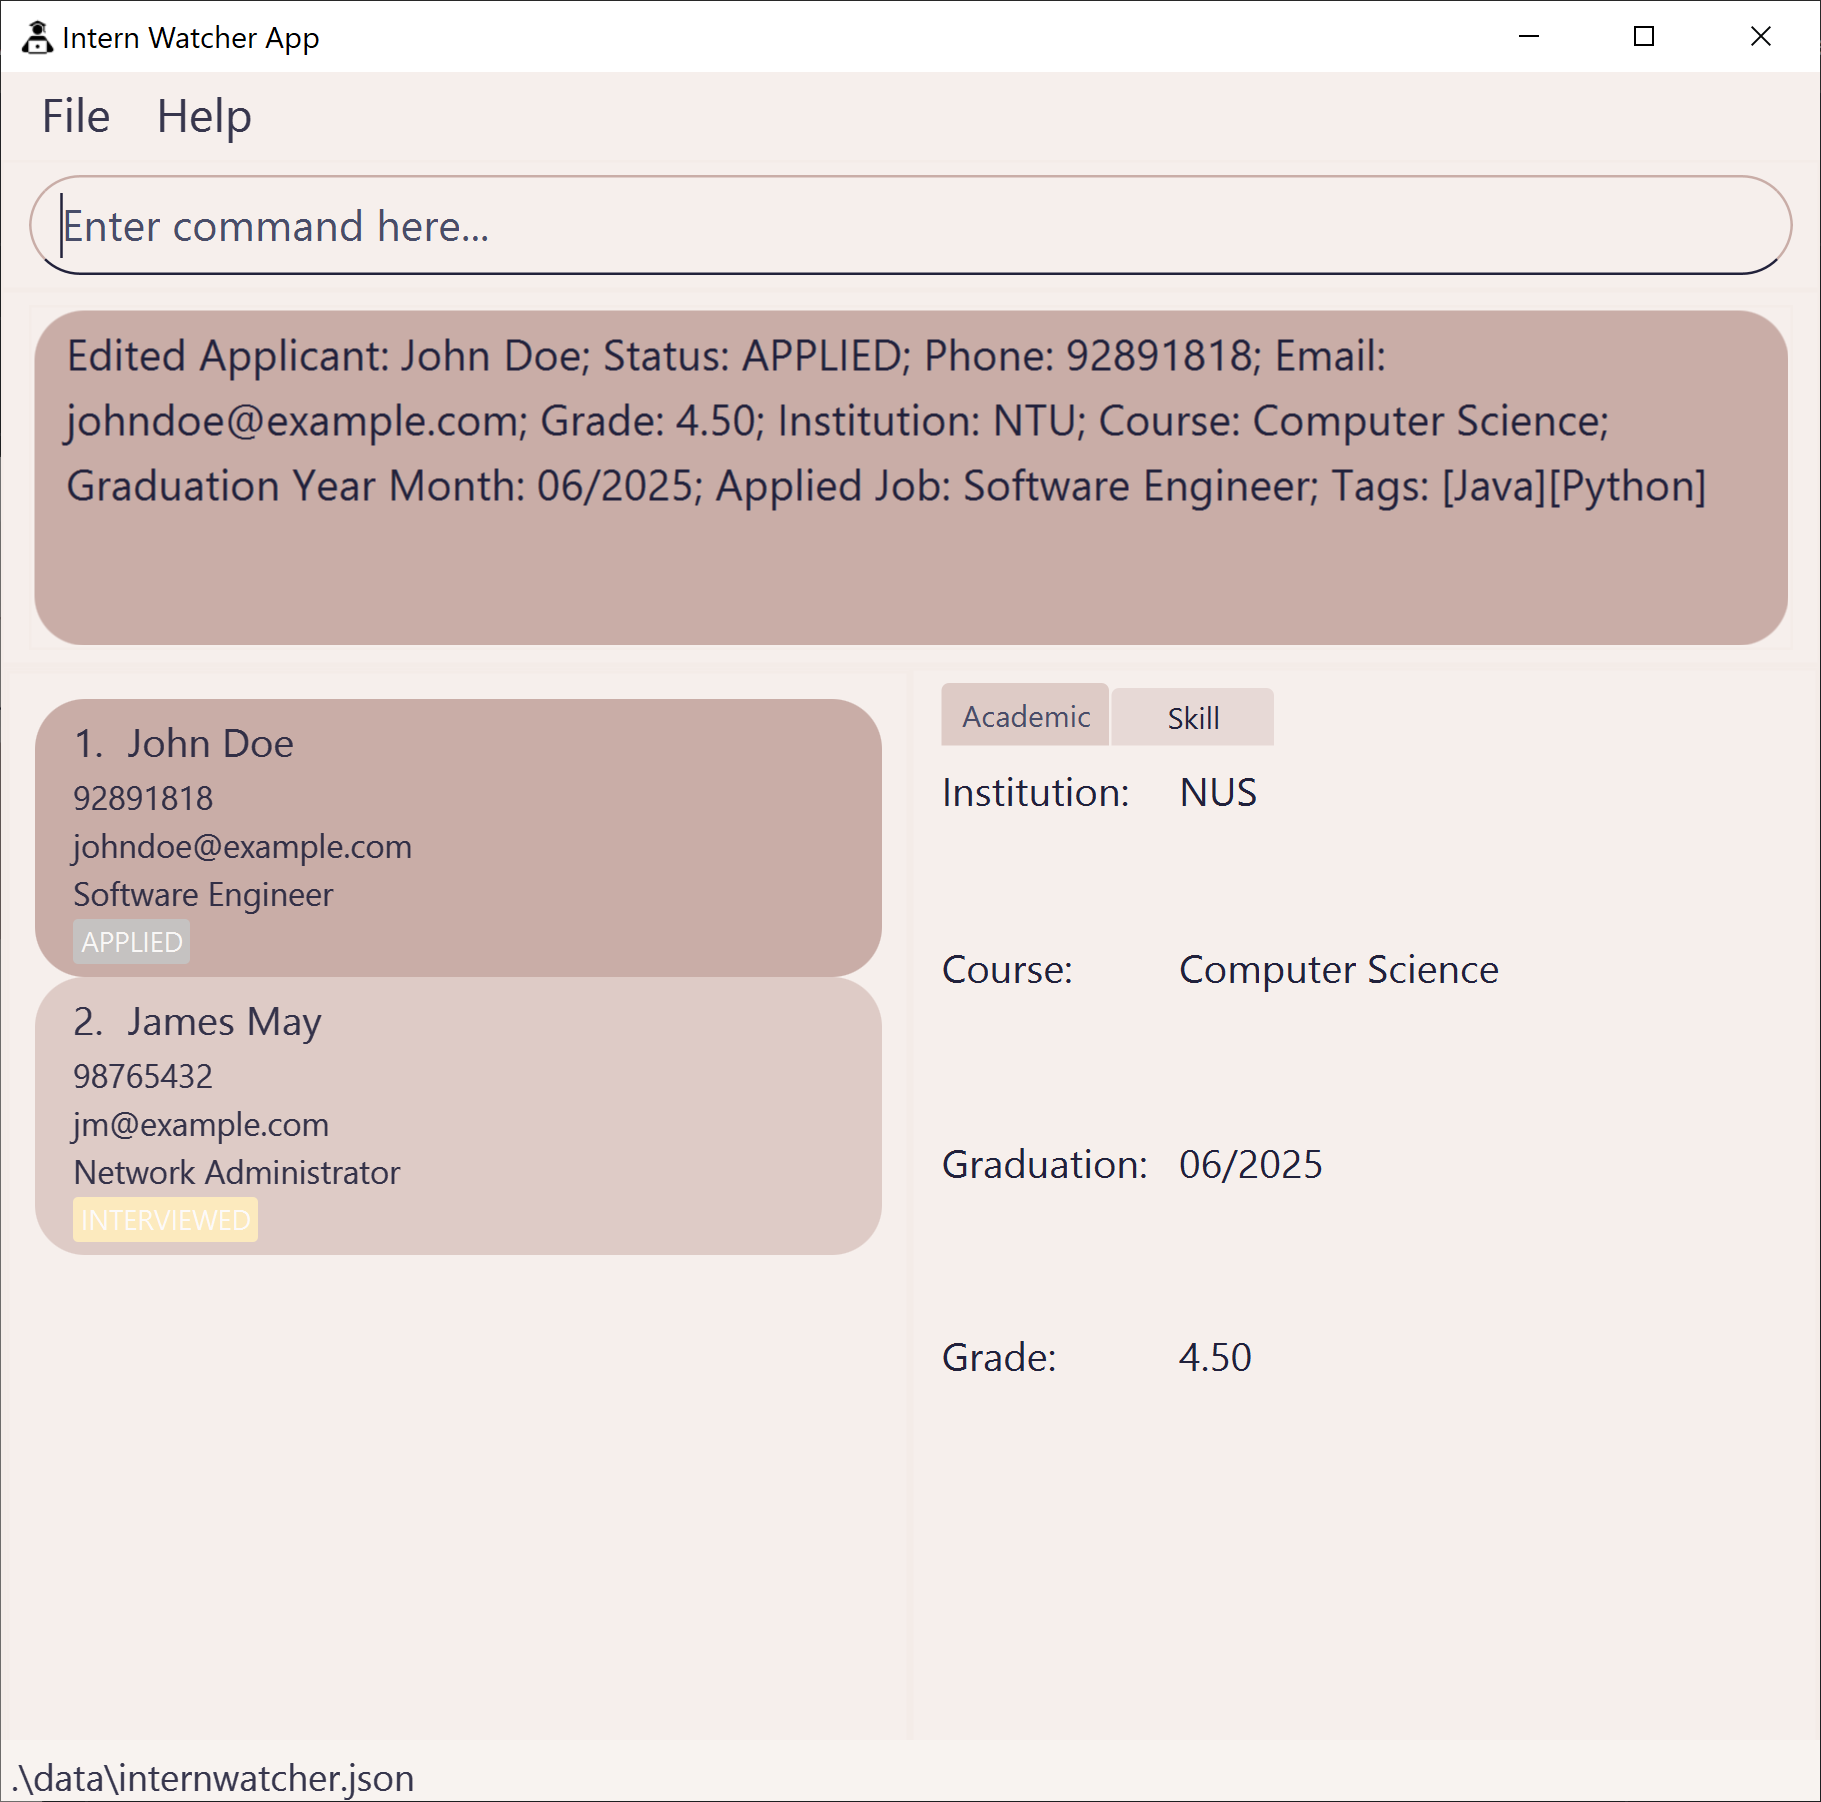 Intern Watcher App
File Help
Enter command here...
Edited Applicant: John Doe; Status: APPLIED; Phone: 92891818; Email:
johndoe@example.com; Grade: 4.50; Institution: NTU; Course: Computer Science;
Graduation Year Month: 06/2025; Applied Job: Software Engineer; Tags: [Java][Python]
1. John Doe
92891818
johndoe@example.com
Software Engineer
APPLIED
2. James May
98765432
jm@example.com
Network Administrator
INTERVIEWED
Academic Skill
Institution: NUS
Course: Computer Science
Graduation: 06/2025
Grade: 4.50
.\data\internwatcher.json